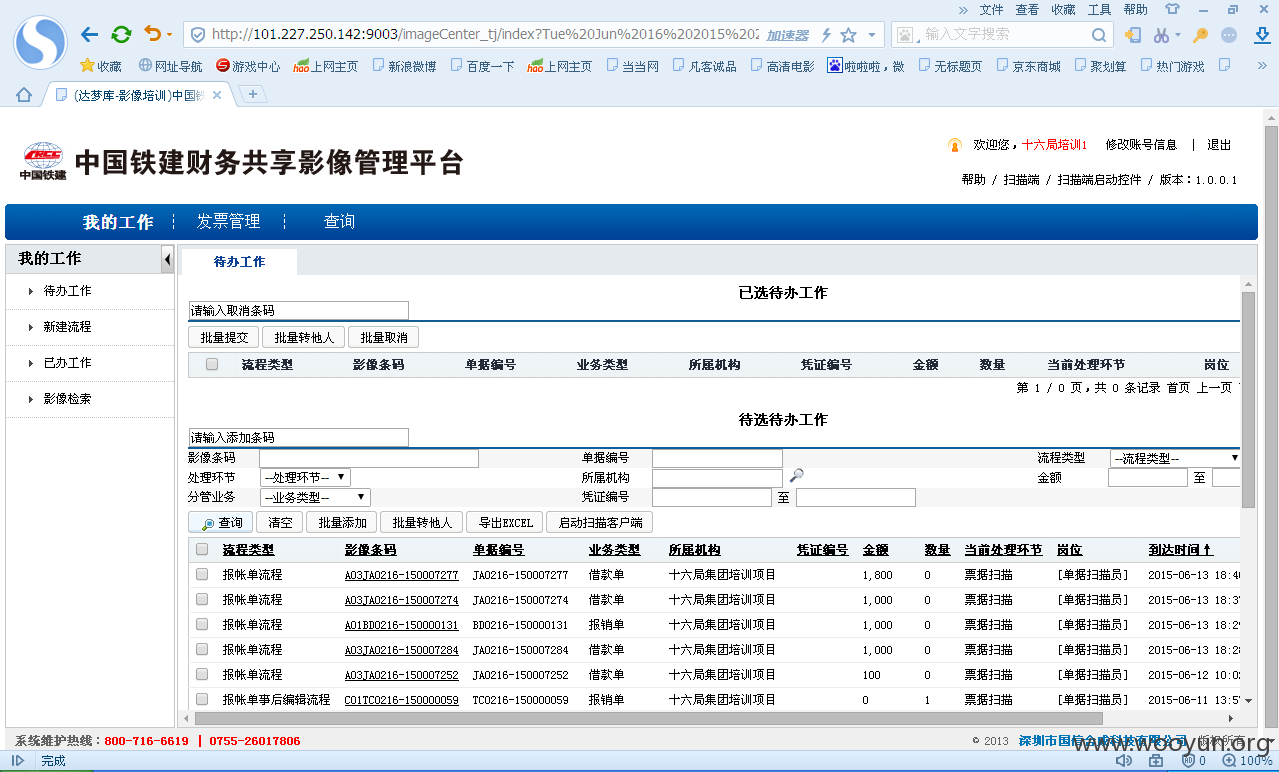 » 文件 查看 收藏 工具 帮助
http://101.227.250.142:9003/imageCenter_tj/index?Tue%20Jun%2016%202015%20 加速器 输入文字搜索
收藏 网址导航 游戏中心 hao 上网主页 新浪微博 百度一下 hao 上网主页 当当网 凡客诚品 高清电影 啦啦啦，微 无标题页 京东商城 聚划算 热门游戏 »
(达梦库-影像培训)中国铁
中国铁建 中国铁建财务共享影像管理平台
欢迎您，十六局培训1 修改账号信息 | 退出
帮助 / 扫描端 / 扫描端启动控件 / 版本：1.0.0.1
我的工作 发票管理 查询
我的工作
待办工作
新建流程
已办工作
影像检索
待办工作
已选待办工作
请输入取消条码
批量提交 批量转他人 批量取消
流程类型 影像条码 单据编号 业务类型 所属机构 凭证编号 金额 数量 当前处理环节 岗位
第 1 / 0 页，共 0 条记录 首页 上一页
待选待办工作
请输入添加条码
影像条码 单据编号 流程类型 --流程类型--
处理环节 --处理环节-- 所属机构 金额 至
分管业务 --业务类型-- 凭证编号 至
查询 清空 批量添加 批量转他人 导出EXCEL 启动扫描客户端
流程类型 影像条码 单据编号 业务类型 所属机构 凭证编号 金额 数量 当前处理环节 岗位 到达时间↑
报帐单流程 A03JA0216-150007277 JA0216-150007277 借款单 十六局集团培训项目 1,800 0 票据扫描 [单据扫描员] 2015-06-13 18:4
报帐单流程 A03JA0216-150007274 JA0216-150007274 借款单 十六局集团培训项目 1,000 0 票据扫描 [单据扫描员] 2015-06-13 18:3
报帐单流程 A01BD0216-150000131 BD0216-150000131 报销单 十六局集团培训项目 1,000 0 票据扫描 [单据扫描员] 2015-06-13 18:2
报帐单流程 A03JA0216-150007284 JA0216-150007284 借款单 十六局集团培训项目 1,000 0 票据扫描 [单据扫描员] 2015-06-13 18:2
报帐单流程 A03JA0216-150007252 JA0216-150007252 借款单 十六局集团培训项目 100 0 票据扫描 [单据扫描员] 2015-06-12 10:0
报帐单事后编辑流程 C01TC0216-150000059 TC0216-150000059 报销单 十六局集团培训项目 0 1 票据扫描 [单据扫描员] 2015-06-11 13:5
系统维护热线：800-716-6619 | 0755-26017806
© 2013 深圳市国信合成科技有限公司 版权所有
www.wooyun.org
完成 0 100%